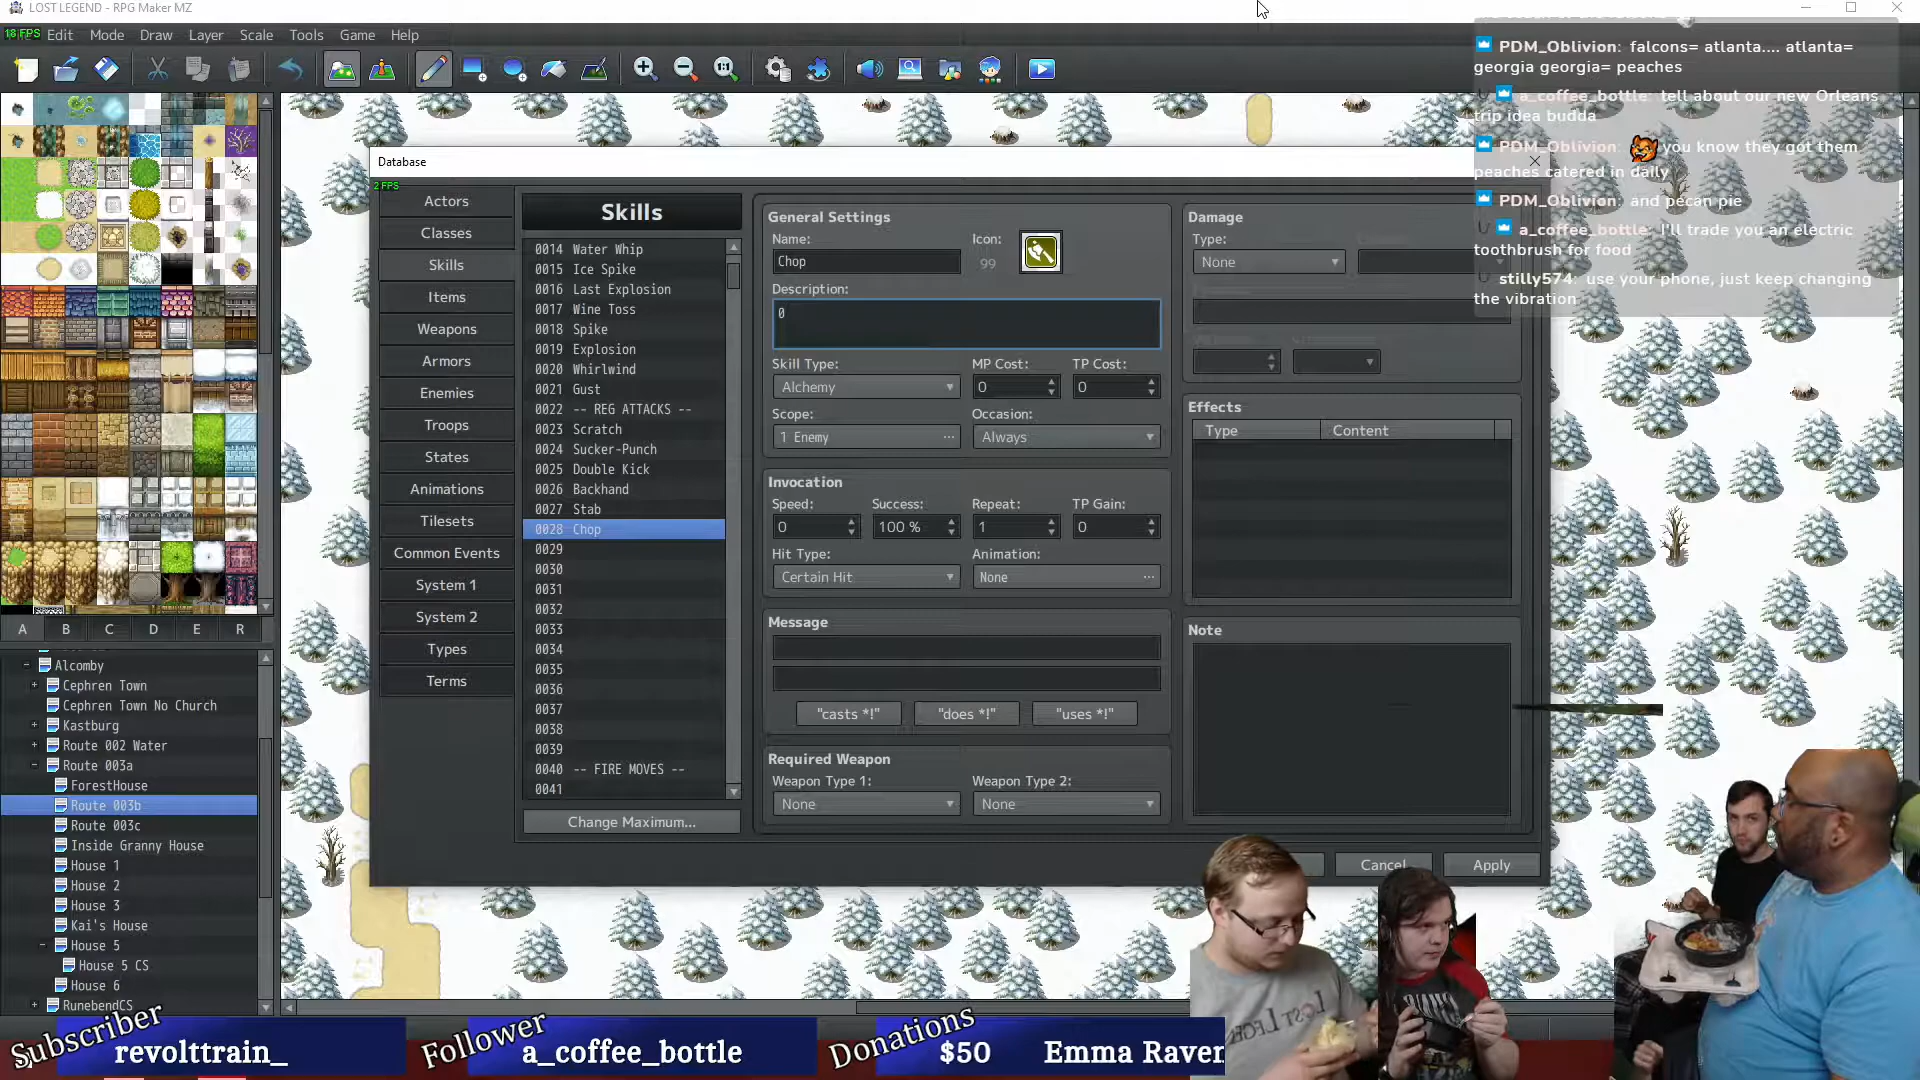 LOST LEGEND - RPG Maker MZ
18 FPS
Edit Mode Draw Layer Scale Tools Game Help
PDM_Oblivion: falcons= atlanta.... atlanta=
georgia georgia= peaches
a_coffee_bottle: tell about our new Orleans
trip idea budda
PDM_Oblivion: you know they got them
peaches catered in daily
PDM_Oblivion: and pecan pie
a_coffee_bottle: I'll trade you an electric
toothbrush for food
stilly574: use your phone, just keep changing
the vibration
Database
2 FPS
Actors
Classes
Skills
Items
Weapons
Armors
Enemies
Troops
States
Animations
Tilesets
Common Events
System 1
System 2
Types
Terms
Skills
0014 Water Whip
0015 Ice Spike
0016 Last Explosion
0017 Wine Toss
0018 Spike
0019 Explosion
0020 Whirlwind
0021 Gust
0022 -- REG ATTACKS --
0023 Scratch
0024 Sucker-Punch
0025 Double Kick
0026 Backhand
0027 Stab
0028 Chop
0029
0030
0031
0032
0033
0034
0035
0036
0037
0038
0039
0040 -- FIRE MOVES --
0041
Change Maximum...
General Settings
Name: Icon:
Chop 99
Description:
0
Skill Type: MP Cost: TP Cost:
Alchemy 0 0
Scope: Occasion:
1 Enemy ... Always
Invocation
Speed: Success: Repeat: TP Gain:
0 100 % 1 0
Hit Type: Animation:
Certain Hit None ...
Message
"casts *!" "does *!" "uses *!"
Required Weapon
Weapon Type 1: Weapon Type 2:
None None
Damage
Type:
None
Effects
Type Content
Note
Cancel Apply
A B C D E R
Alcomby
Cephren Town
Cephren Town No Church
Kastburg
Route 002 Water
Route 003a
ForestHouse
Route 003b
Route 003c
Inside Granny House
House 1
House 2
House 3
Kai's House
House 5
House 5 CS
House 6
RunebendCS
Subscriber revolttrain_
Follower a_coffee_bottle
Donations $50 Emma Raven